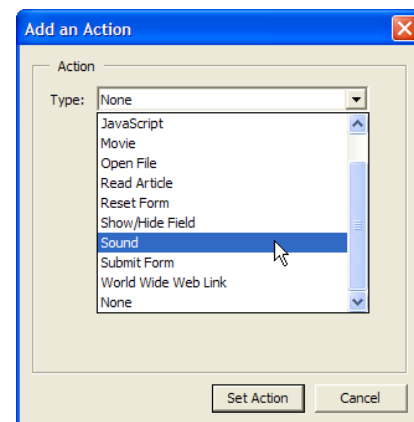 Add an Action
Action
Type: None
JavaScript
Movie
Open File
Read Article
Reset Form
Show/Hide Field
Sound
Submit Form
World Wide Web Link
None
Set Action Cancel